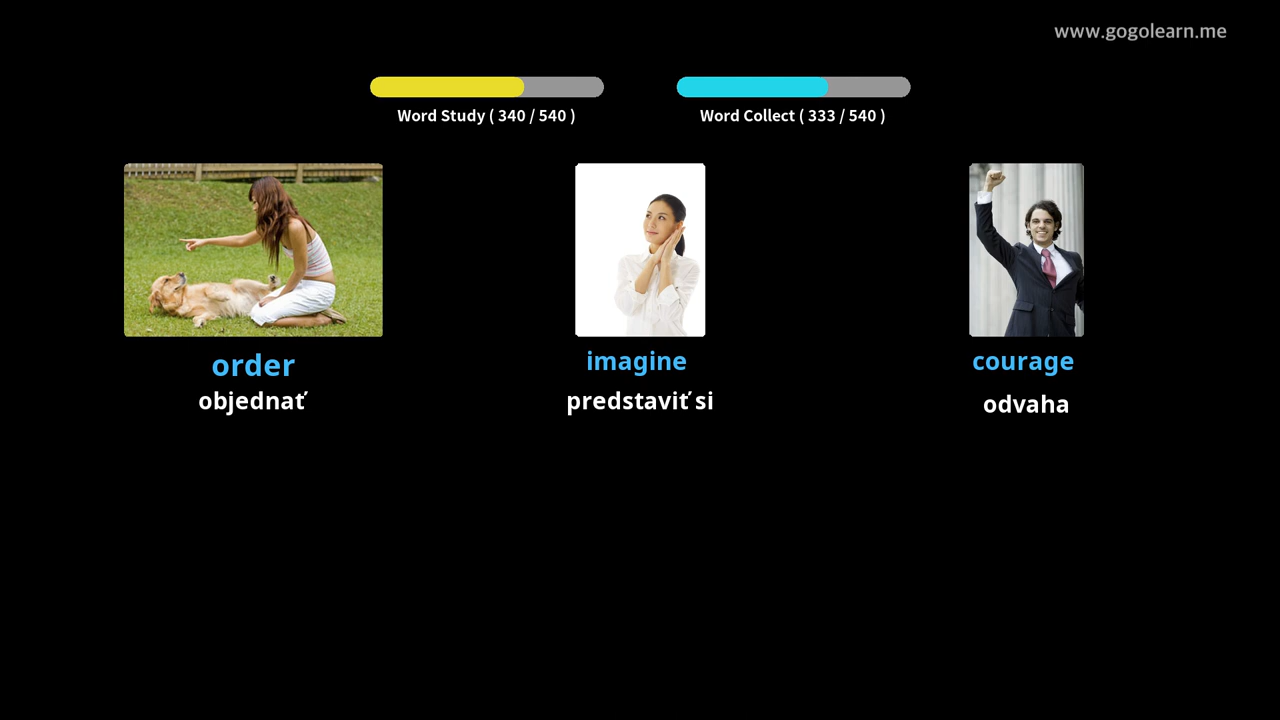 www.gogolearn.me
Word Study ( 340 / 540 )
Word Collect ( 333 / 540 )
order
imagine
courage
objednať
predstaviť si
odvaha